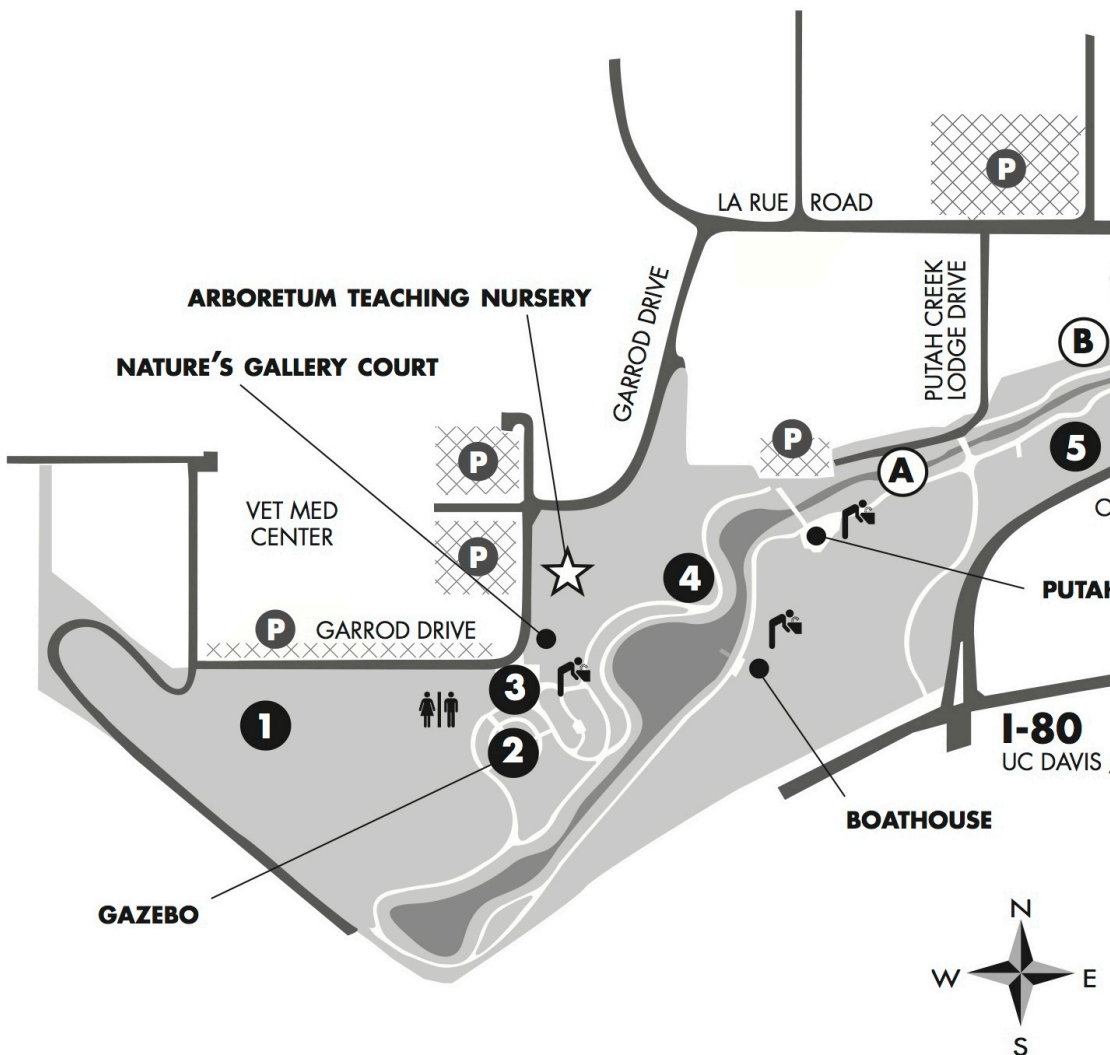 P
LA RUE ROAD
ARBORETUM TEACHING NURSERY
GARROD DRIVE
PUTAH CREEK
LODGE DRIVE
NATURE'S GALLERY COURT
B
P
P
A
5
VET MED
CENTER
P
4
PUTAH
P
GARROD DRIVE
3
1
2
I-80
UC DAVIS
BOATHOUSE
GAZEBO
N
W
E
S